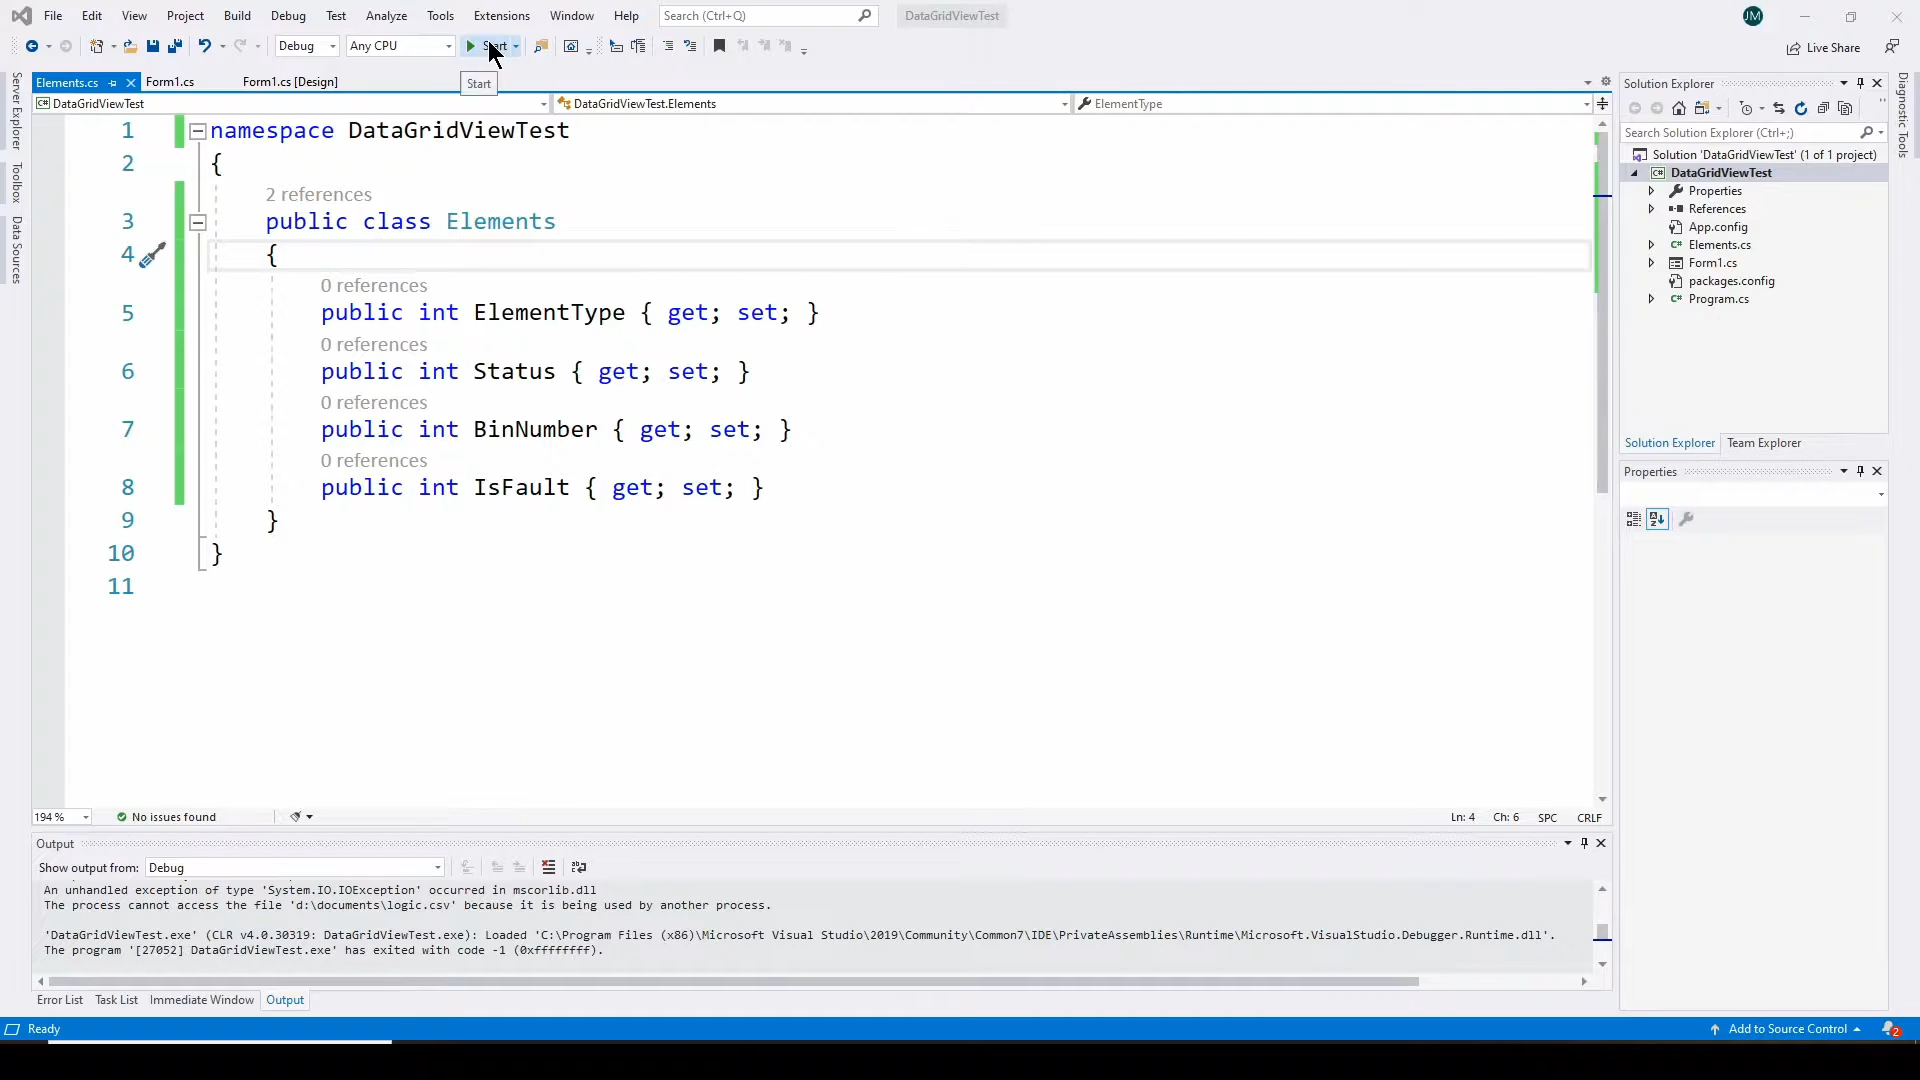 File Edit View Project Build Debug Test Analyze Tools Extensions Window Help Search (Ctrl+Q) DataGridViewTest JM
Debug Any CPU Start Live Share
Elements.cs Form1.cs Form1.cs [Design]
Start
DataGridViewTest DataGridViewTest.Elements ElementType
Server Explorer
Toolbox
Data Sources
1 namespace DataGridViewTest
2 {
2 references
3 public class Elements
4 {
0 references
5 public int ElementType { get; set; }
0 references
6 public int Status { get; set; }
0 references
7 public int BinNumber { get; set; }
0 references
8 public int IsFault { get; set; }
9 }
10 }
11
194 % No issues found Ln: 4 Ch: 6 SPC CRLF
Output
Show output from: Debug
An unhandled exception of type 'System.IO.IOException' occurred in mscorlib.dll
The process cannot access the file 'd:\documents\logic.csv' because it is being used by another process.
'DataGridViewTest.exe' (CLR v4.0.30319: DataGridViewTest.exe): Loaded 'C:\Program Files (x86)\Microsoft Visual Studio\2019\Community\Common7\IDE\PrivateAssemblies\Runtime\Microsoft.VisualStudio.Debugger.Runtime.dll'.
The program '[27052] DataGridViewTest.exe' has exited with code -1 (0xffffffff).
Error List Task List Immediate Window Output
Solution Explorer
Search Solution Explorer (Ctrl+;)
Solution 'DataGridViewTest' (1 of 1 project)
DataGridViewTest
Properties
References
App.config
Elements.cs
Form1.cs
packages.config
Program.cs
Solution Explorer Team Explorer
Properties
Diagnostic Tools
Ready Add to Source Control 2